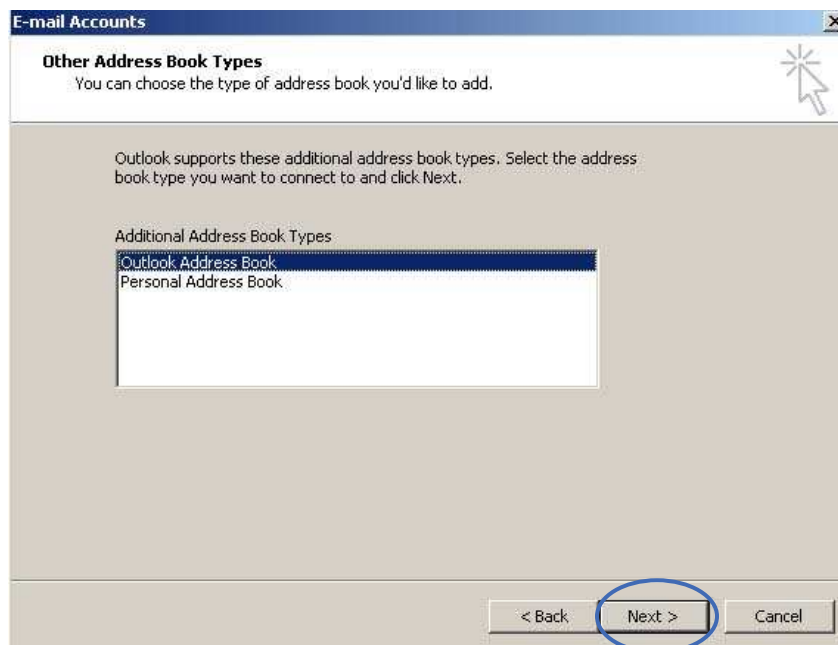 E-mail Accounts
Other Address Book Types
You can choose the type of address book you'd like to add.
Outlook supports these additional address book types. Select the address
book type you want to connect to and click Next.
Additional Address Book Types
Outlook Address Book
Personal Address Book
< Back Next > Cancel